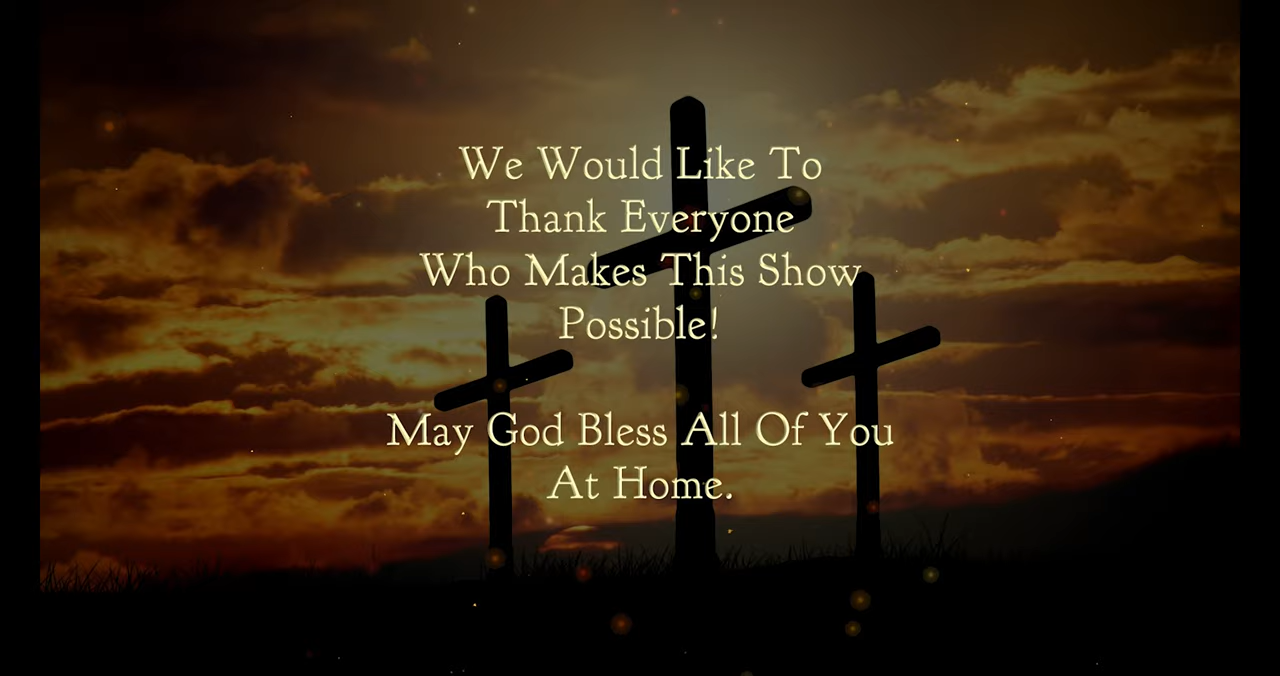 We Would Like To
Thank Everyone
Who Makes This Show
Possible!
May God Bless All Of You
At Home.